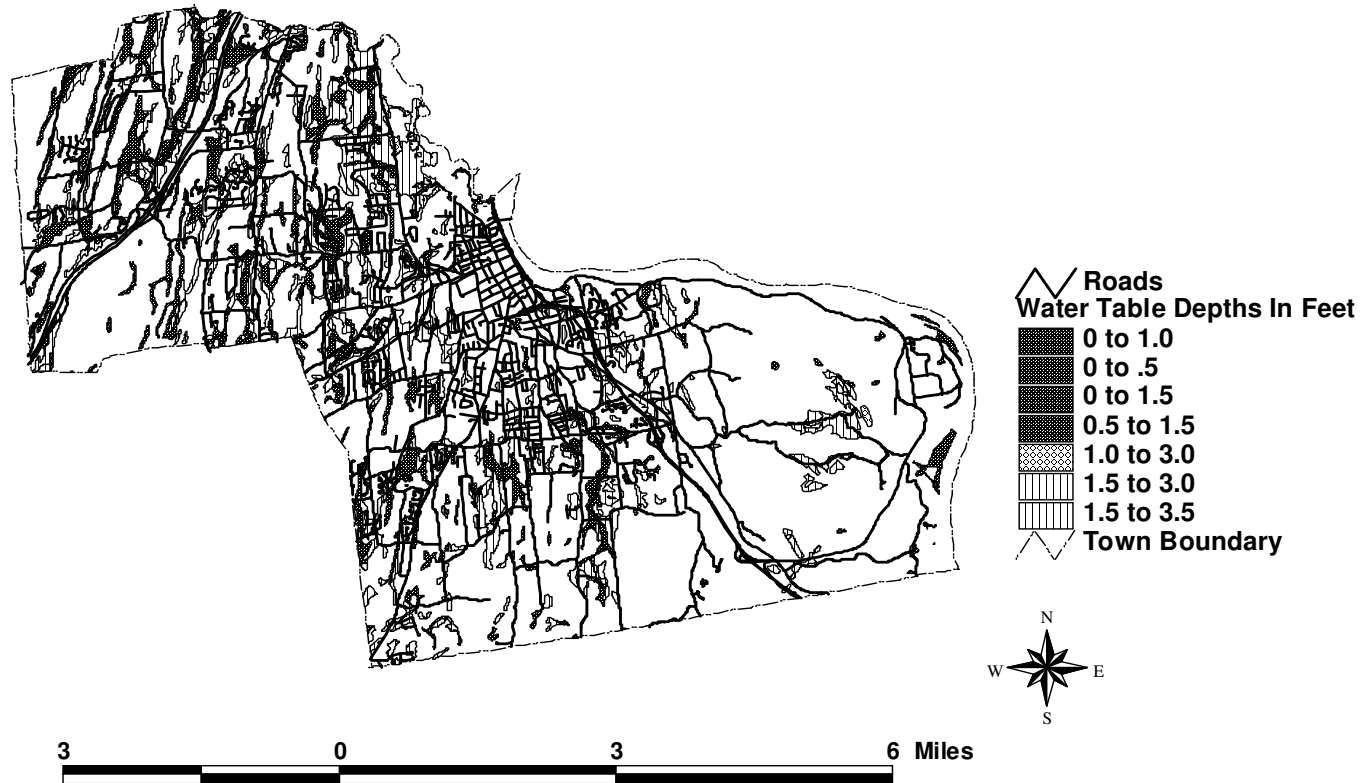 Roads
Water Table Depths In Feet
0 to 1.0
0 to .5
0 to 1.5
0.5 to 1.5
1.0 to 3.0
1.5 to 3.0
1.5 to 3.5
Town Boundary
N
W E
S
3 0 3 6 Miles